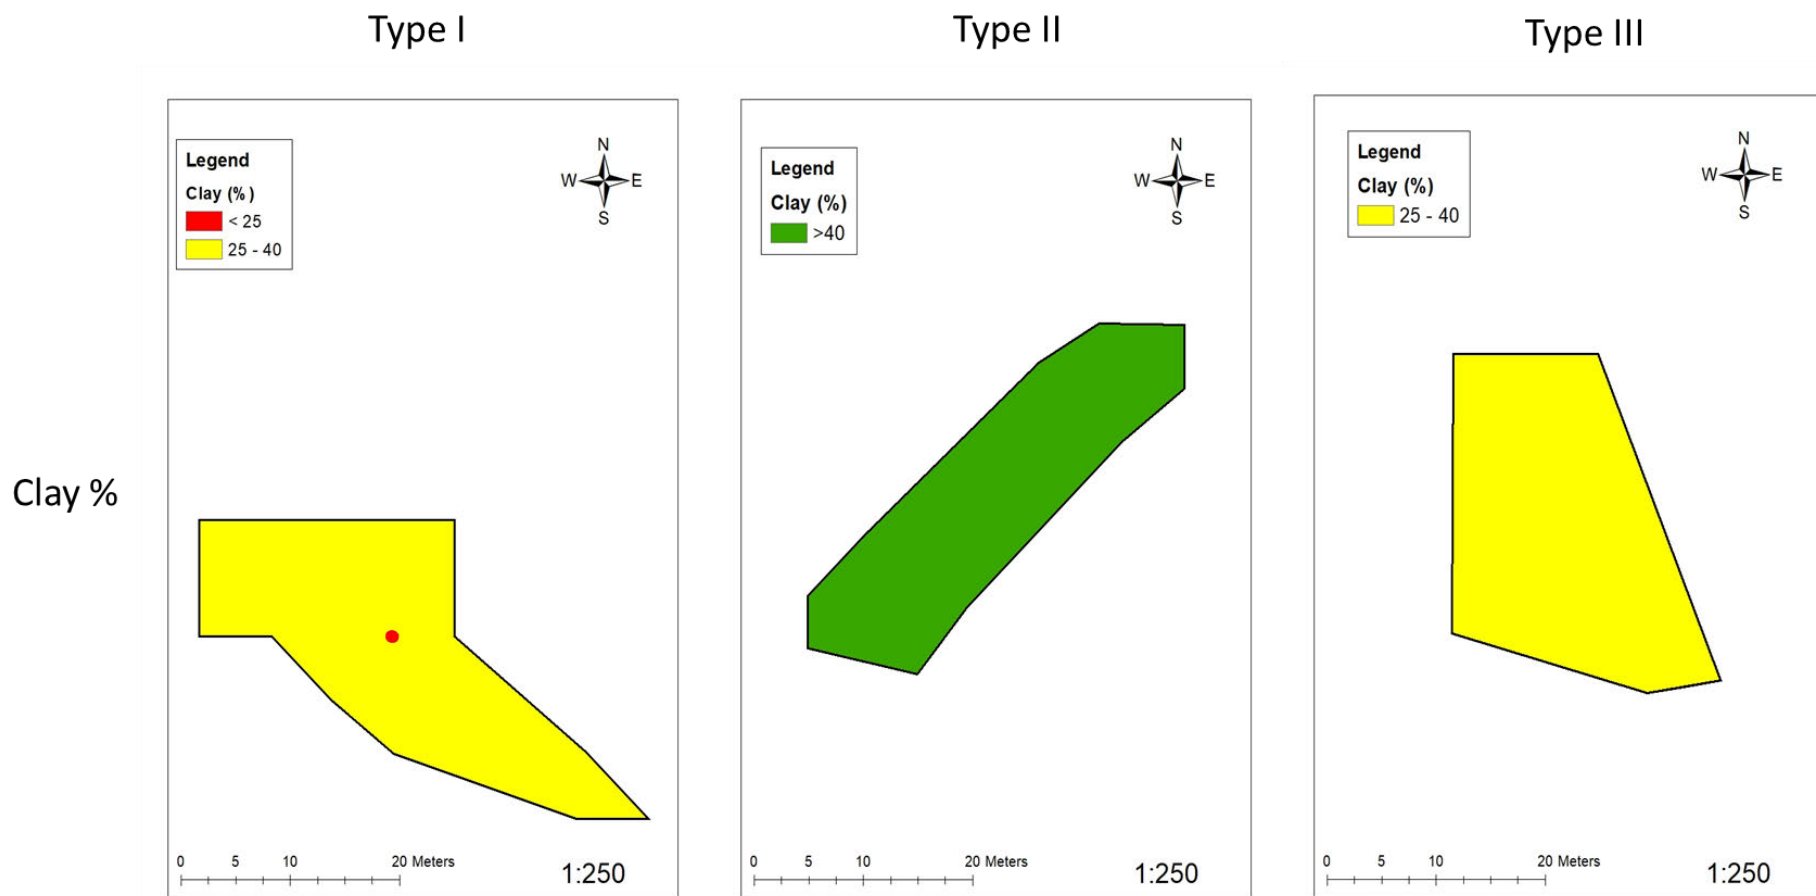 Type I
Type II
Type III
Clay %
Legend
Clay (%)
< 25
25 - 40
N
W E
S
0 5 10 20 Meters
1:250
Legend
Clay (%)
>40
N
W E
S
0 5 10 20 Meters
1:250
Legend
Clay (%)
25 - 40
N
W E
S
0 5 10 20 Meters
1:250